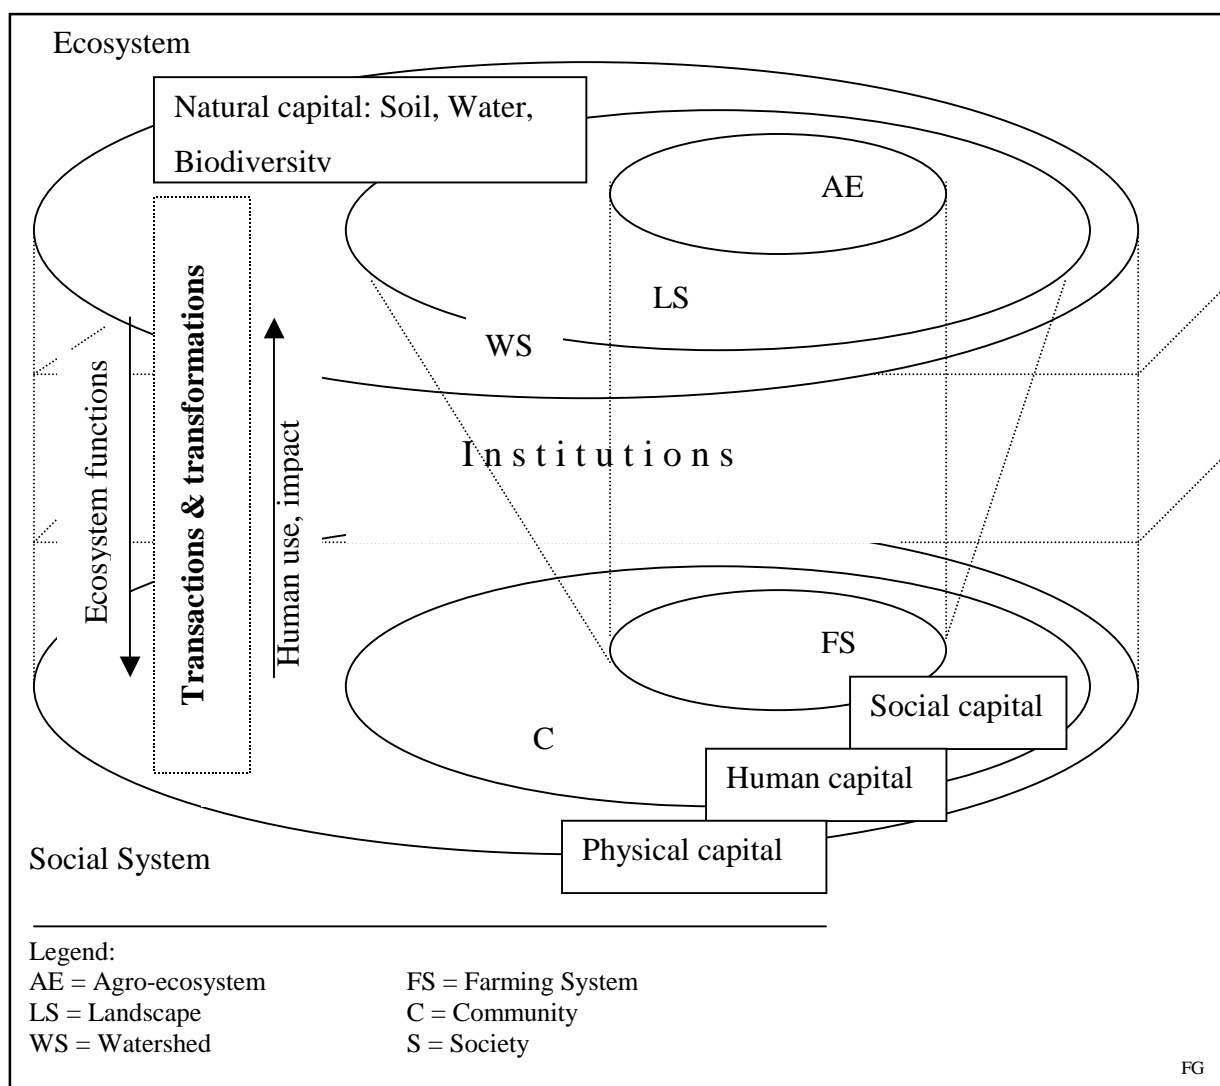 Ecosystem
Natural capital: Soil, Water,
Biodiversity
AE
LS
WS
Institutions
Ecosystem functions
Transactions & transformations
Human use, impact
FS
Social capital
C
Human capital
Physical capital
Social System
Legend:
AE = Agro-ecosystem
FS = Farming System
LS = Landscape
C = Community
WS = Watershed
S = Society
FG